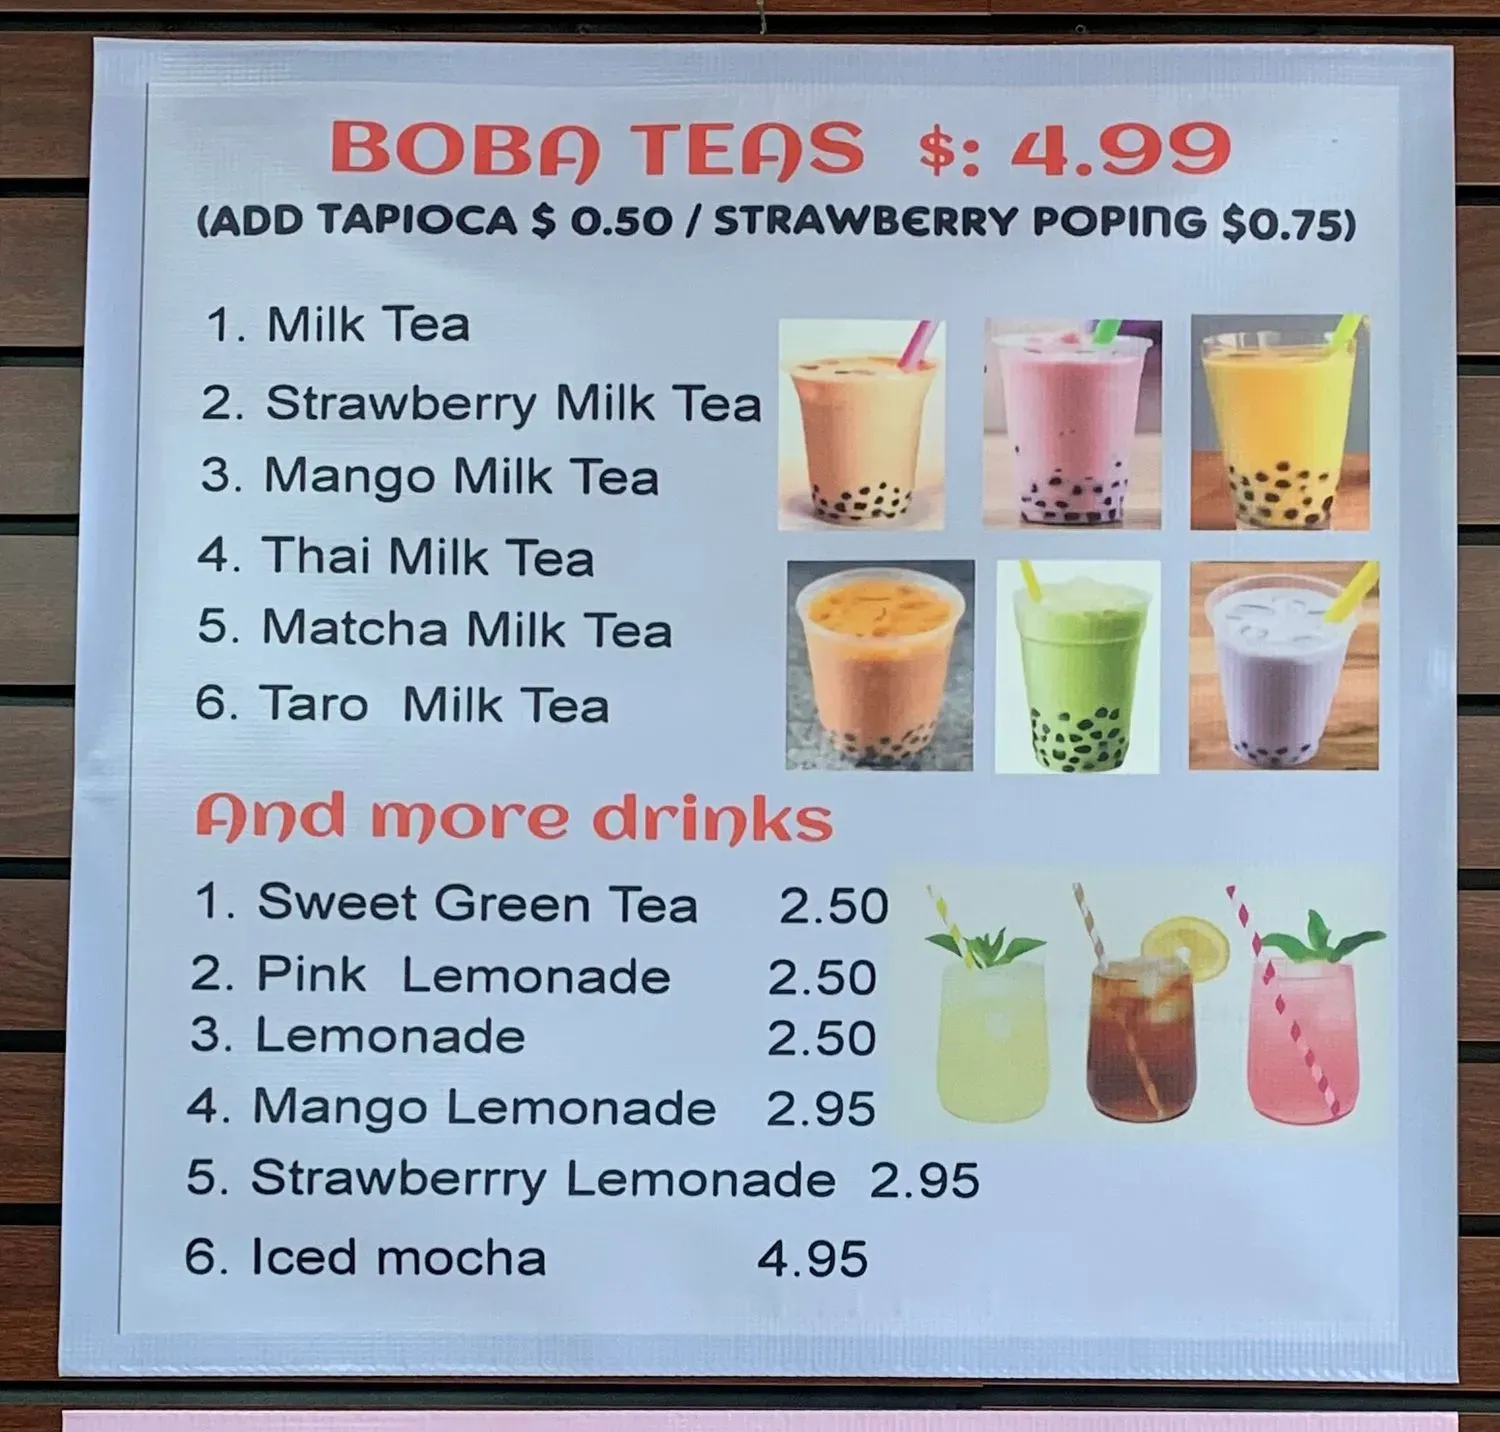 BOBA TEAS $: 4.99
(ADD TAPIOCA $ 0.50 / STRAWBERRY POPING $0.75)
1. Milk Tea
2. Strawberry Milk Tea
3. Mango Milk Tea
4. Thai Milk Tea
5. Matcha Milk Tea
6. Taro Milk Tea
And more drinks
1. Sweet Green Tea 2.50
2. Pink Lemonade 2.50
3. Lemonade 2.50
4. Mango Lemonade 2.95
5. Strawberrry Lemonade 2.95
6. Iced mocha 4.95